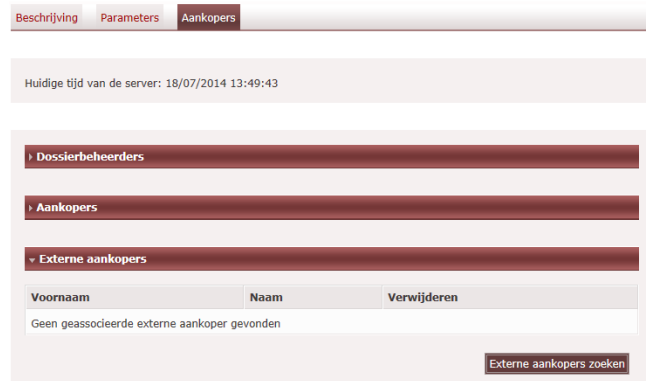 Beschrijving Parameters Aankopers
Huidige tijd van de server: 18/07/2014 13:49:43
Dossierbeheerders
Aankopers
Externe aankopers
Voornaam Naam Verwijderen
Geen geassocieerde externe aankoper gevonden
Externe aankopers zoeken